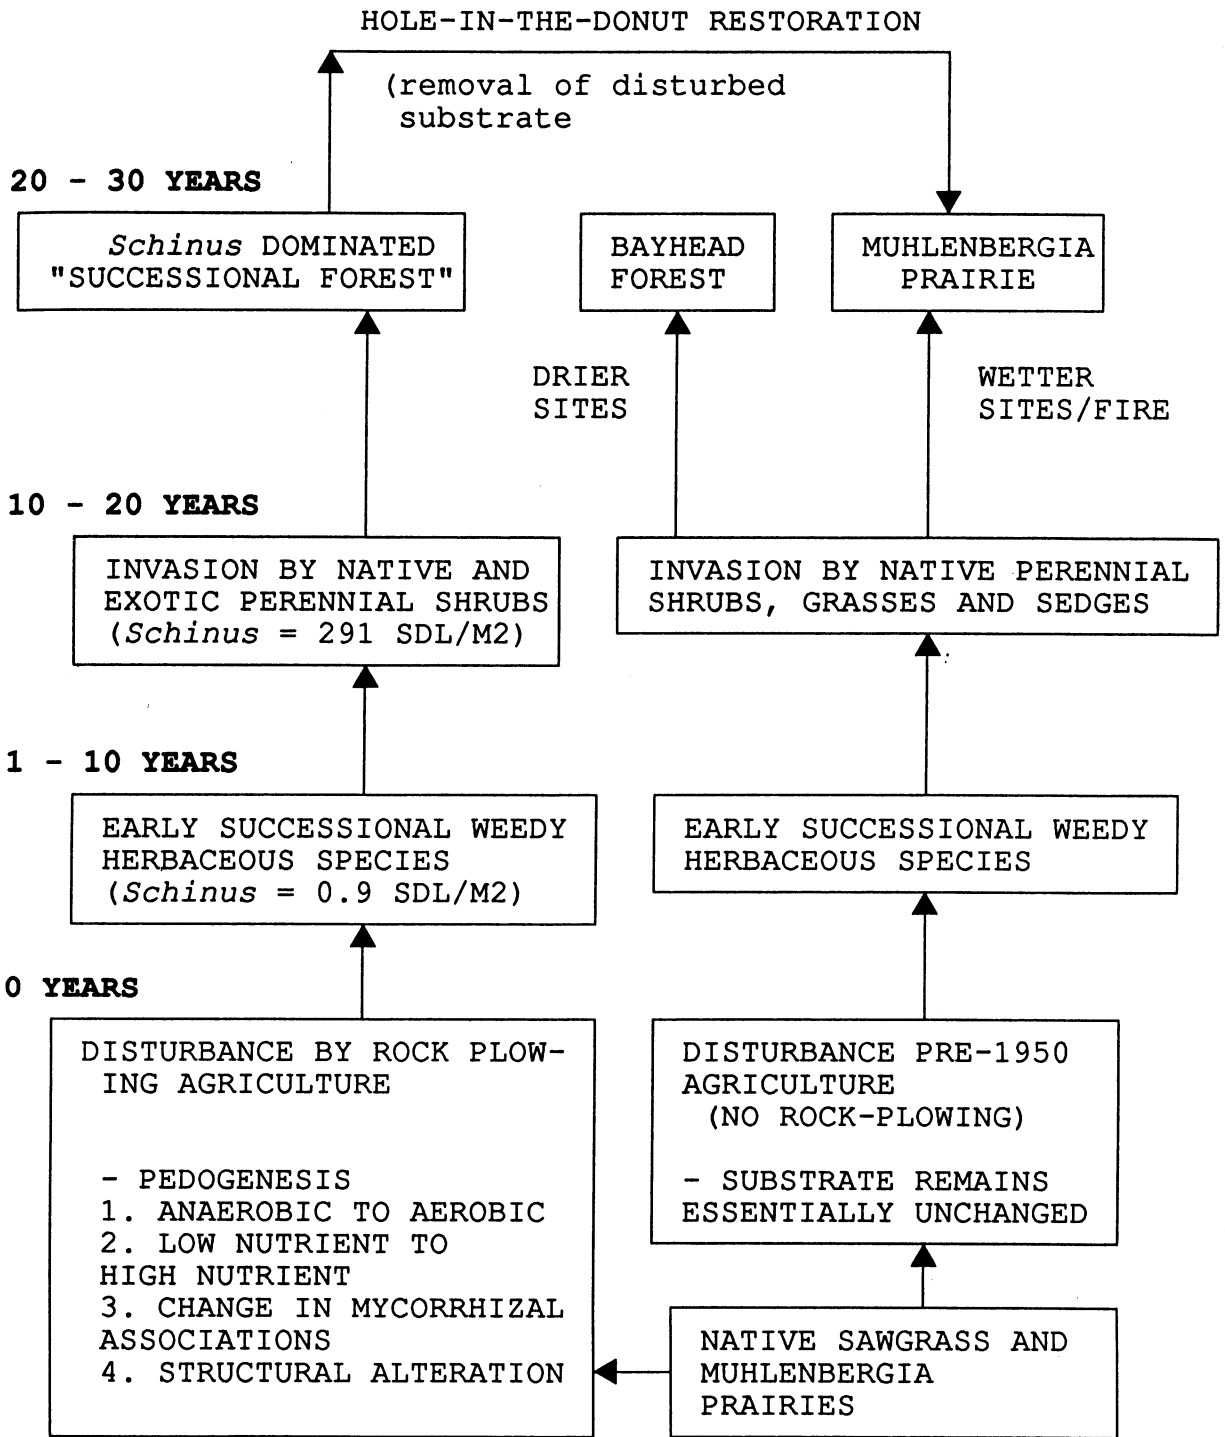 HOLE-IN-THE-DONUT RESTORATION
(removal of disturbed
substrate
20 - 30 YEARS
Schinus DOMINATED
"SUCCESSIONAL FOREST"
BAYHEAD
FOREST
MUHLENBERGIA
PRAIRIE
DRIER
SITES
WETTER
SITES/FIRE
10 - 20 YEARS
INVASION BY NATIVE AND
EXOTIC PERENNIAL SHRUBS
(Schinus = 291 SDL/M2)
INVASION BY NATIVE PERENNIAL
SHRUBS, GRASSES AND SEDGES
1 - 10 YEARS
EARLY SUCCESSIONAL WEEDY
HERBACEOUS SPECIES
(Schinus = 0.9 SDL/M2)
EARLY SUCCESSIONAL WEEDY
HERBACEOUS SPECIES
0 YEARS
DISTURBANCE BY ROCK PLOW-
ING AGRICULTURE
- PEDOGENESIS
1. ANAEROBIC TO AEROBIC
2. LOW NUTRIENT TO
HIGH NUTRIENT
3. CHANGE IN MYCORRHIZAL
ASSOCIATIONS
4. STRUCTURAL ALTERATION
DISTURBANCE PRE-1950
AGRICULTURE
(NO ROCK-PLOWING)
- SUBSTRATE REMAINS
ESSENTIALLY UNCHANGED
NATIVE SAWGRASS AND
MUHLENBERGIA
PRAIRIES